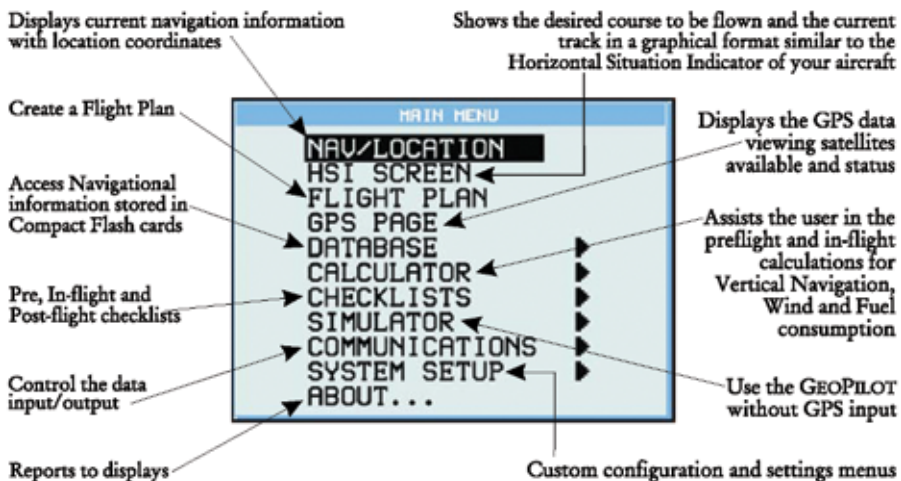 Displays current navigation information
with location coordinates
Shows the desired course to be flown and the current
track in a graphical format similar to the
Horizontal Situation Indicator of your aircraft
Create a Flight Plan
Access Navigational
information stored in
Compact Flash cards
Pre, In-flight and
Post-flight checklists
Control the data
input/output
Reports to displays
MAIN MENU
NAV/LOCATION
HSI SCREEN
FLIGHT PLAN
GPS PAGE
DATABASE
CALCULATOR
CHECKLISTS
SIMULATOR
COMMUNICATIONS
SYSTEM SETUP
ABOUT...
Displays the GPS data
viewing satellites
available and status
Assists the user in the
preflight and in-flight
calculations for
Vertical Navigation,
Wind and Fuel
consumption
Use the GEOPILOT
without GPS input
Custom configuration and settings menus